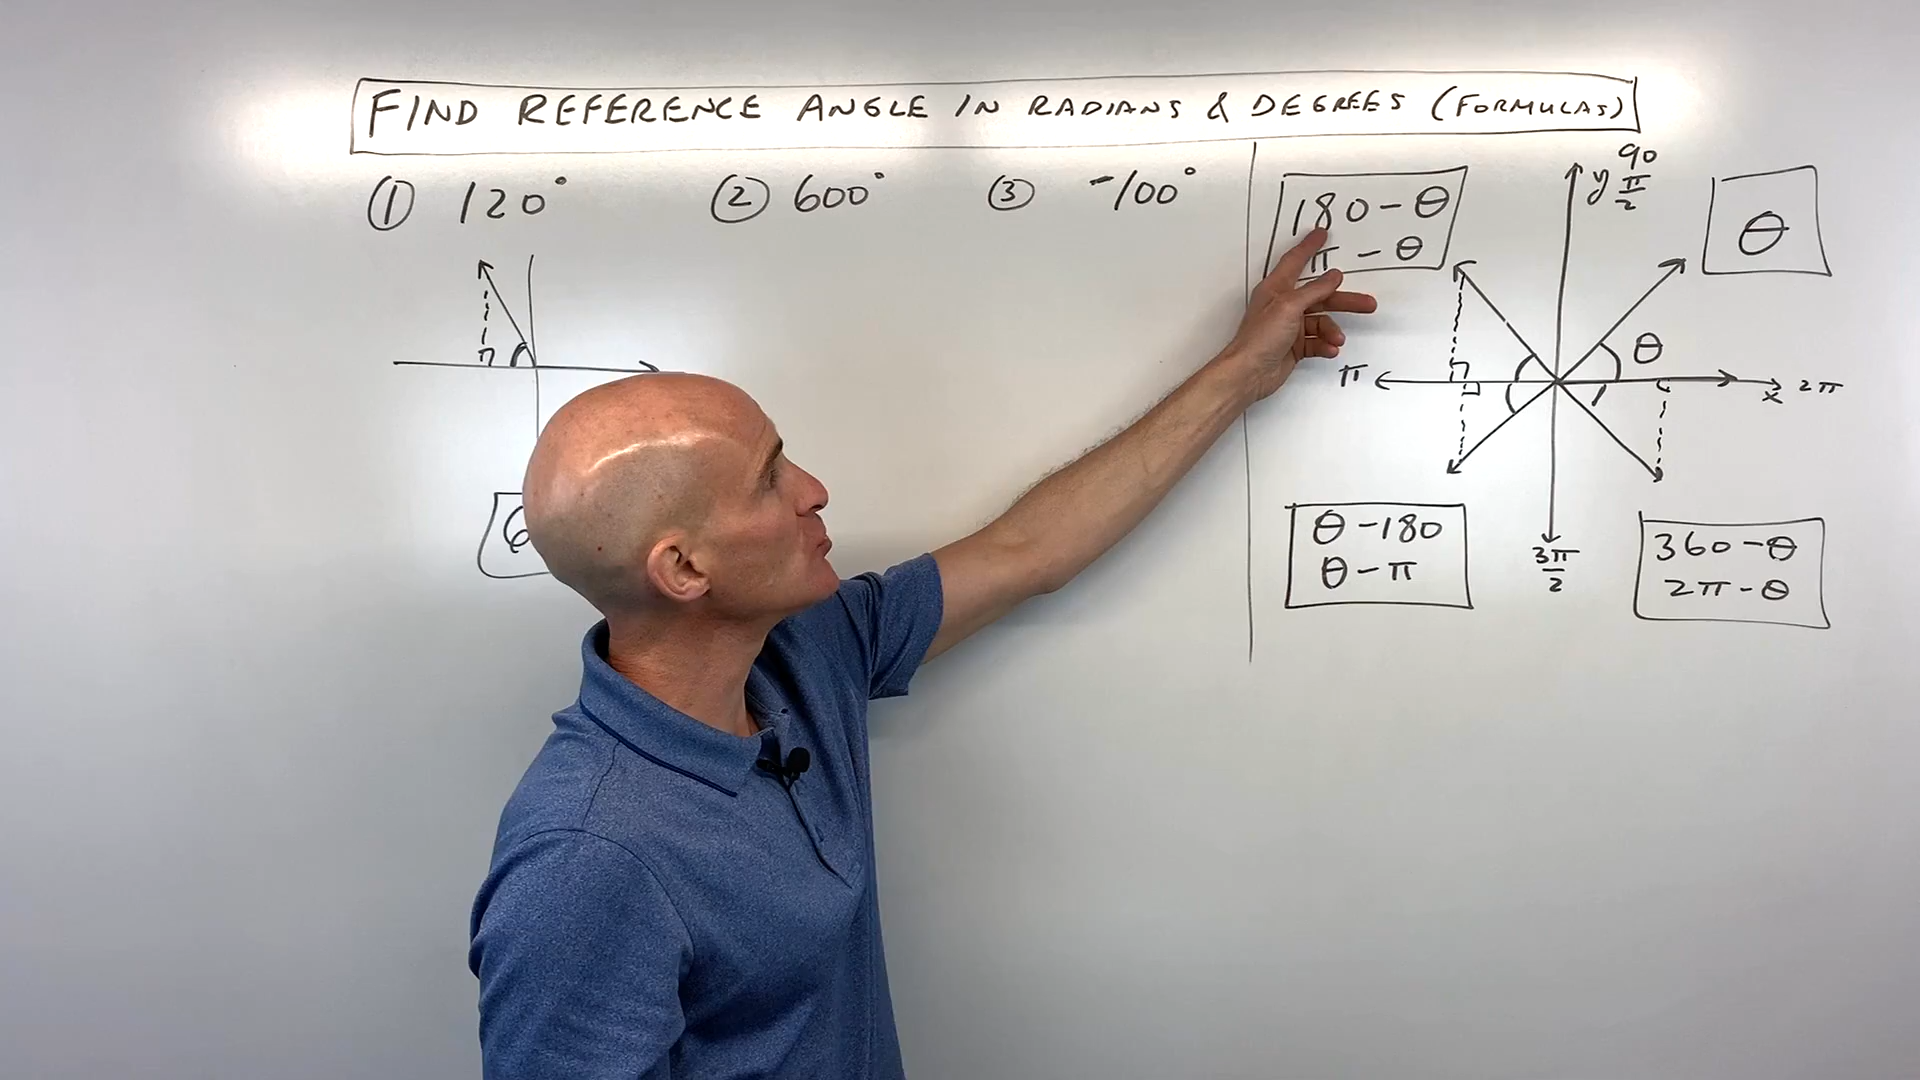 FIND REFERENCE ANGLE IN RADIANS & DEGREES (FORMULAS)
① 120°
② 600°
③ -100°
180-θ
π-θ
y
90
π/2
θ
θ
π
x
2π
θ-180
θ-π
3π/2
360-θ
2π-θ
6